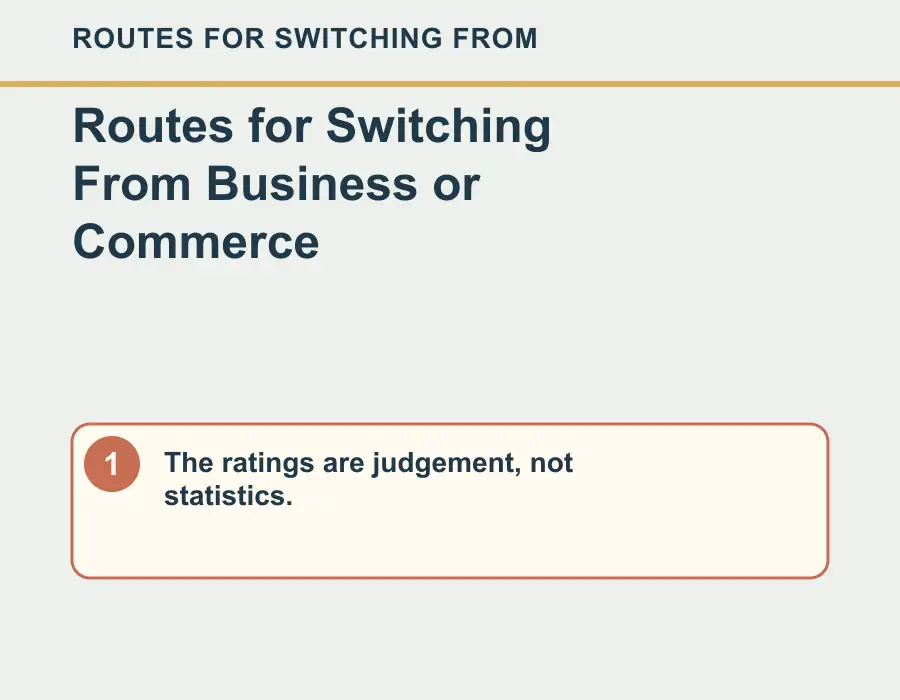 ROUTES FOR SWITCHING FROM
Routes for Switching
From Business or
Commerce
1
The ratings are judgement, not
statistics.